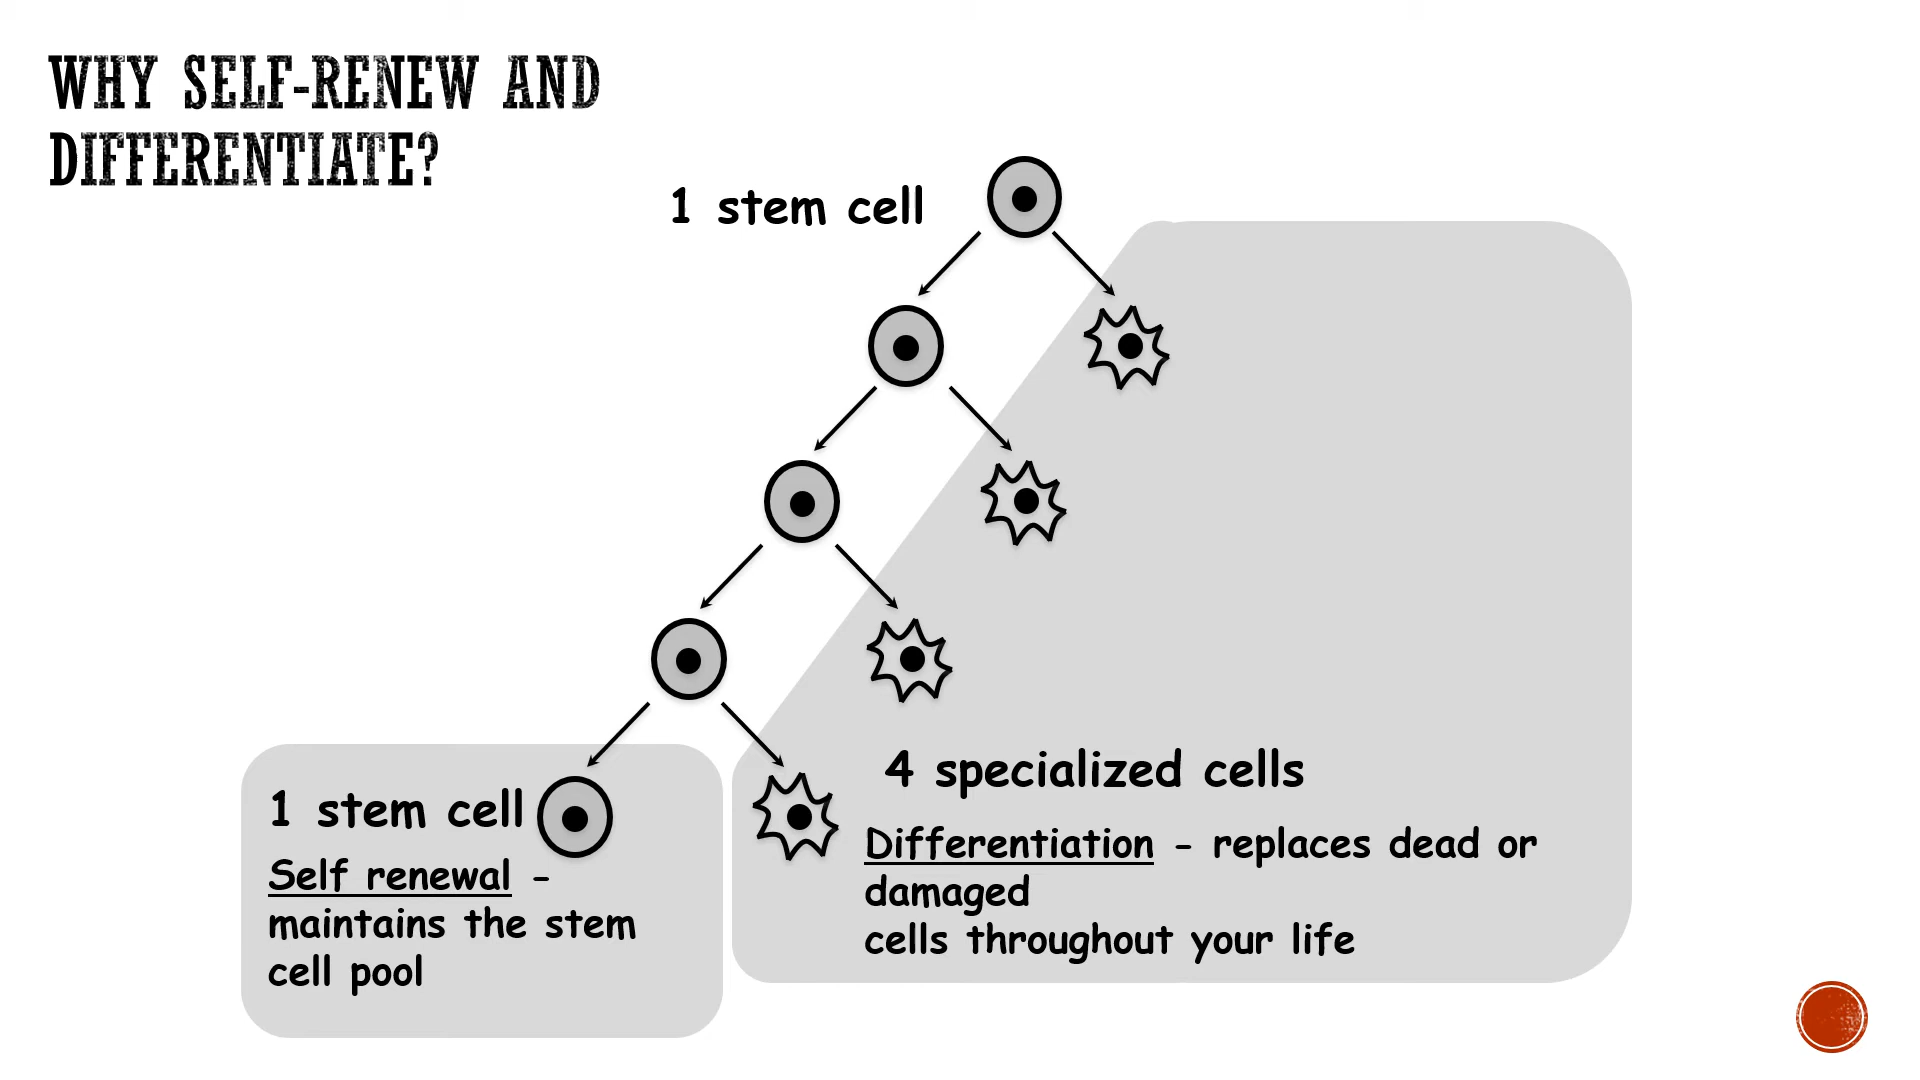 WHY SELF-RENEW AND
DIFFERENTIATE?
1 stem cell
1 stem cell
Self renewal -
maintains the stem
cell pool
4 specialized cells
Differentiation - replaces dead or
damaged
cells throughout your life